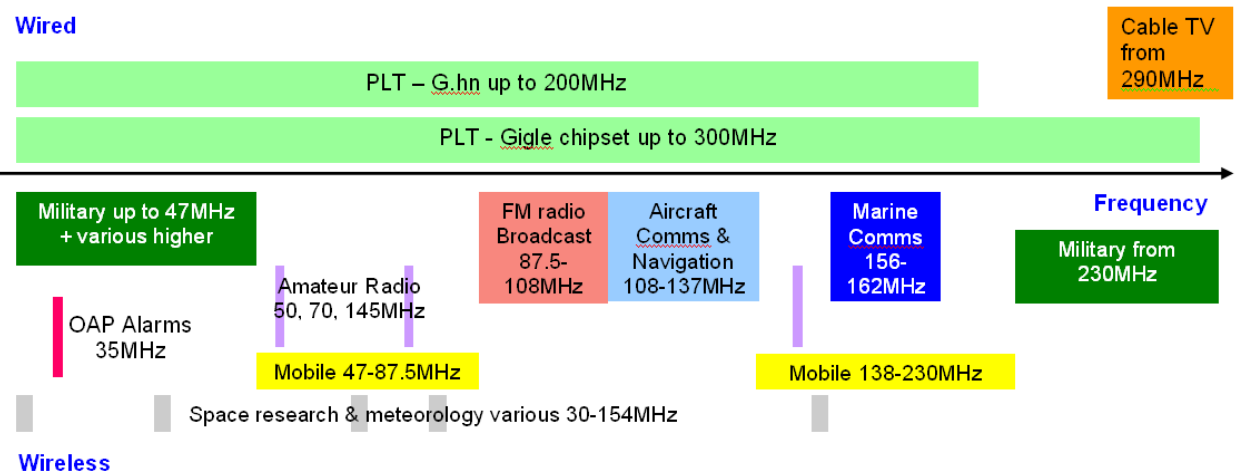 Wired
Cable TV
from
290MHz
PLT – G.hn up to 200MHz
PLT - Gigle chipset up to 300MHz
Frequency
Military up to 47MHz
+ various higher
FM radio
Broadcast
87.5-
108MHz
Aircraft
Comms &
Navigation
108-137MHz
Marine
Comms
156-
162MHz
Military from
230MHz
Amateur Radio
50, 70, 145MHz
OAP Alarms
35MHz
Mobile 47-87.5MHz
Mobile 138-230MHz
Space research & meteorology various 30-154MHz
Wireless